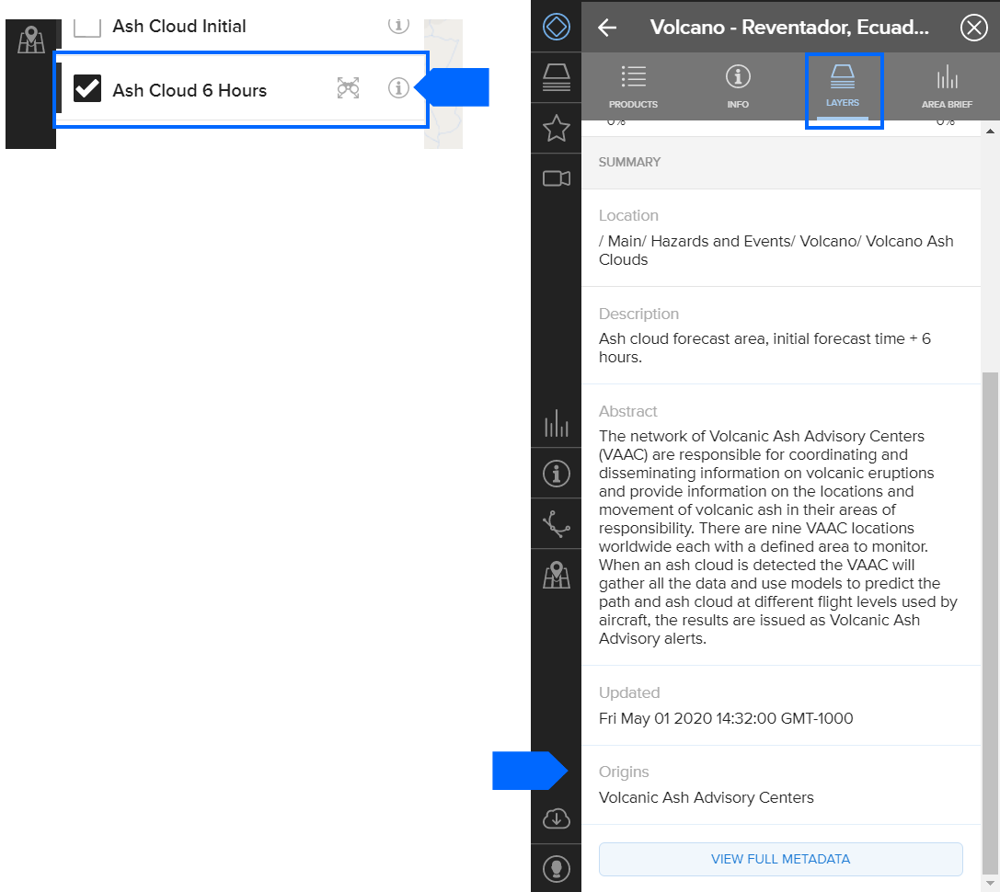 Ash Cloud Initial
Ash Cloud 6 Hours
Volcano - Reventador, Ecuad...
PRODUCTS
INFO
LAYERS
AREA BRIEF
0%
0%
SUMMARY
Location
/ Main/ Hazards and Events/ Volcano/ Volcano Ash
Clouds
Description
Ash cloud forecast area, initial forecast time + 6
hours.
Abstract
The network of Volcanic Ash Advisory Centers
(VAAC) are responsible for coordinating and
disseminating information on volcanic eruptions
and provide information on the locations and
movement of volcanic ash in their areas of
responsibility. There are nine VAAC locations
worldwide each with a defined area to monitor.
When an ash cloud is detected the VAAC will
gather all the data and use models to predict the
path and ash cloud at different flight levels used by
aircraft, the results are issued as Volcanic Ash
Advisory alerts.
Updated
Fri May 01 2020 14:32:00 GMT-1000
Origins
Volcanic Ash Advisory Centers
VIEW FULL METADATA